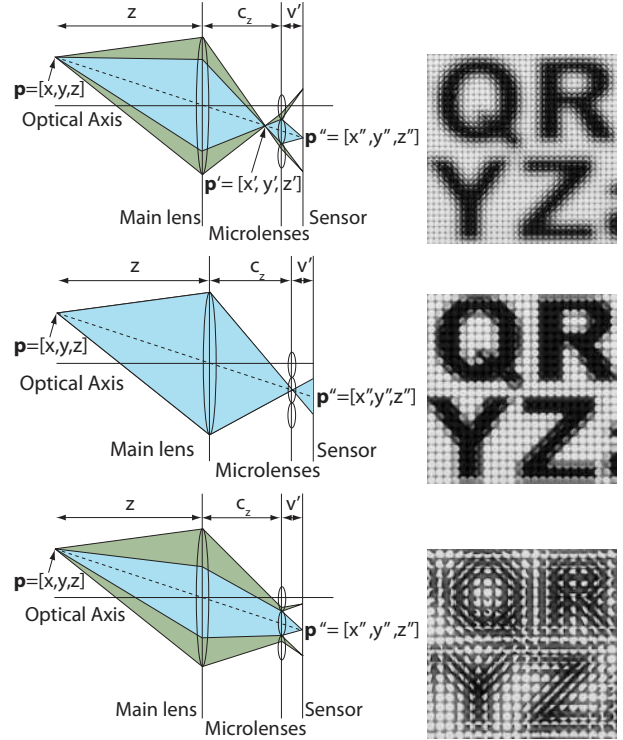 z
c_z
v'
p=[x,y,z]
Optical Axis
p"= [x",y",z"]
p'= [x', y', z']
Main lens
Microlenses
Sensor
QR
YZ
z
c_z
v'
p=[x,y,z]
Optical Axis
p"=[x",y",z"]
Main lens
Microlenses
Sensor
QR
YZ
z
c_z
v'
p=[x,y,z]
Optical Axis
p"= [x",y",z"]
Main lens
Microlenses
Sensor
QR
YZ